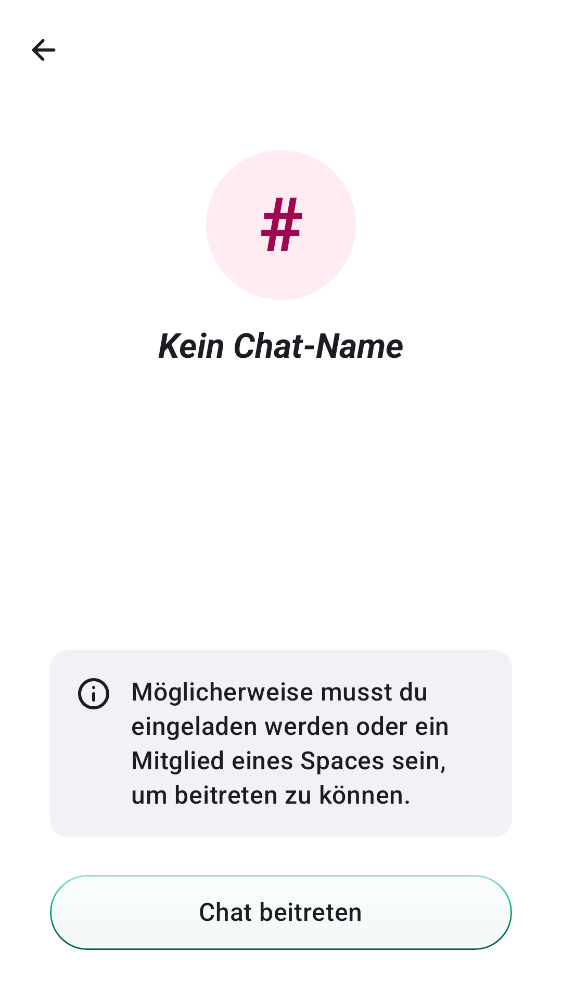 #
Kein Chat-Name
Möglicherweise musst du
eingeladen werden oder ein
Mitglied eines Spaces sein,
um beitreten zu können.
Chat beitreten